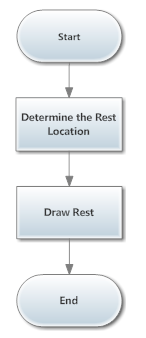 Start
Determine the Rest
Location
Draw Rest
End